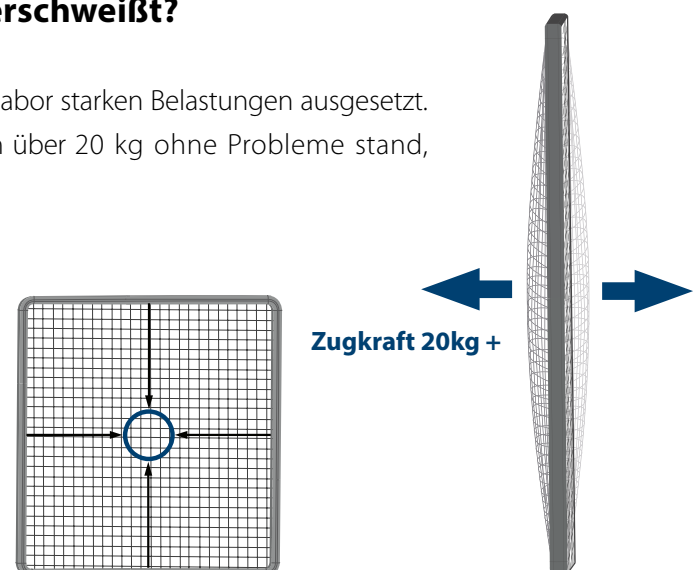 erschweißt?
abor starken Belastungen ausgesetzt.
über 20 kg ohne Probleme stand,
Zugkraft 20kg +